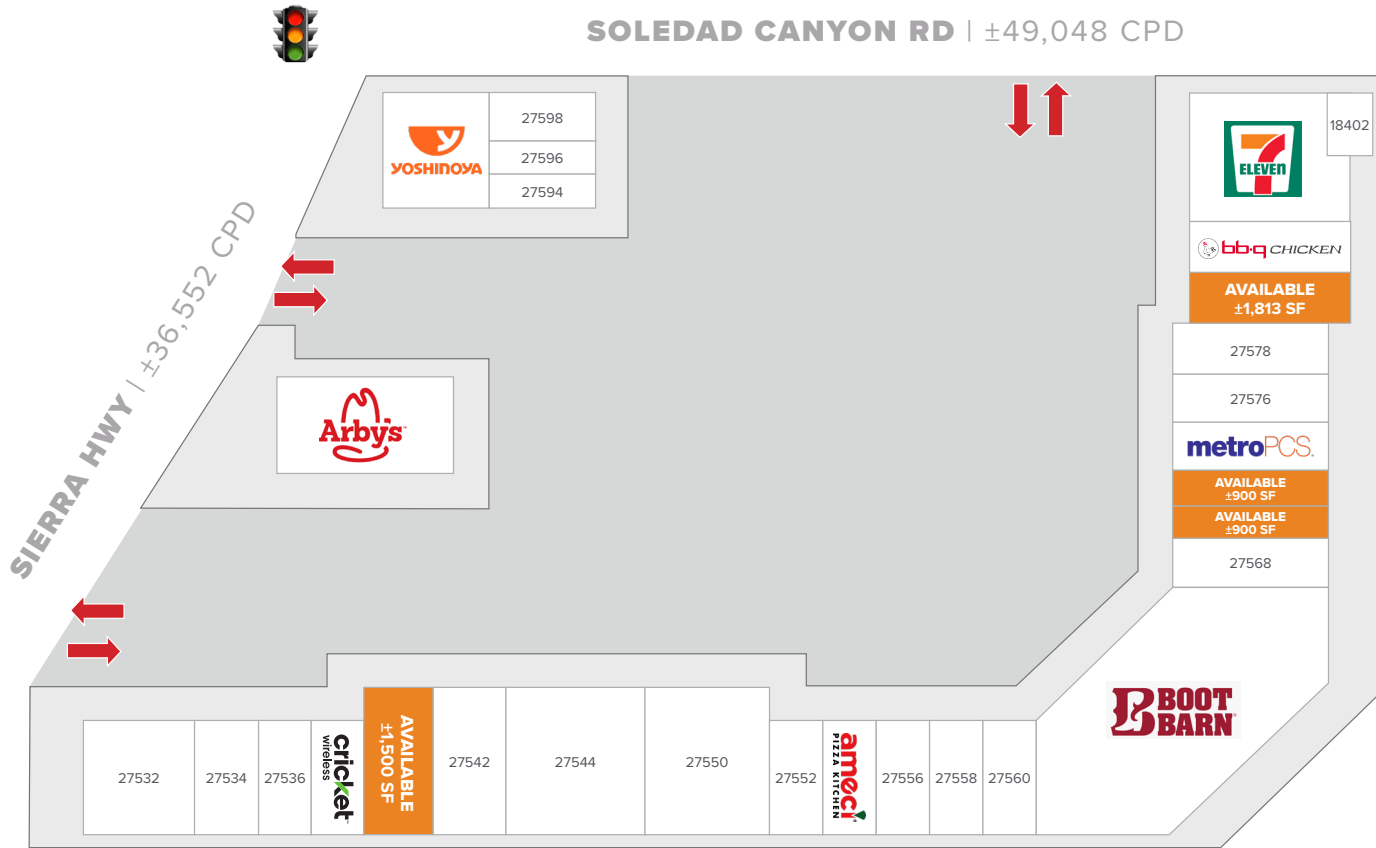 SOLEDAD CANYON RD | ±49,048 CPD
SIERRA HWY | ±36,552 CPD
YOSHINOYA
27598
27596
27594
7
ELEVEN
18402
bb.q CHICKEN
AVAILABLE
±1,813 SF
27578
27576
metroPCS.
AVAILABLE
±900 SF
AVAILABLE
±900 SF
27568
Arby's
BOOT
BARN
27532
27534
27536
cricket
wireless
AVAILABLE
±1,500 SF
27542
27544
27550
27552
ameci
PIZZA KITCHEN
27556
27558
27560